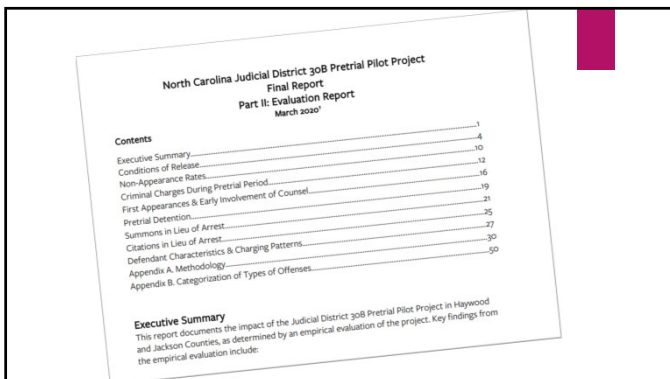 North Carolina Judicial District 30B Pretrial Pilot Project
Final Report
Part II: Evaluation Report
March 2020¹
Contents
Executive Summary........1
Conditions of Release........4
Non-Appearance Rates........10
Criminal Charges During Pretrial Period........12
First Appearances & Early Involvement of Counsel........16
Pretrial Detention........19
Summons in Lieu of Arrest........21
Citations in Lieu of Arrest........25
Defendant Characteristics & Charging Patterns........27
Appendix A. Methodology........30
Appendix B. Categorization of Types of Offenses........50
Executive Summary
This report documents the impact of the Judicial District 30B Pretrial Pilot Project in Haywood
and Jackson Counties, as determined by an empirical evaluation of the project. Key findings from
the empirical evaluation include: